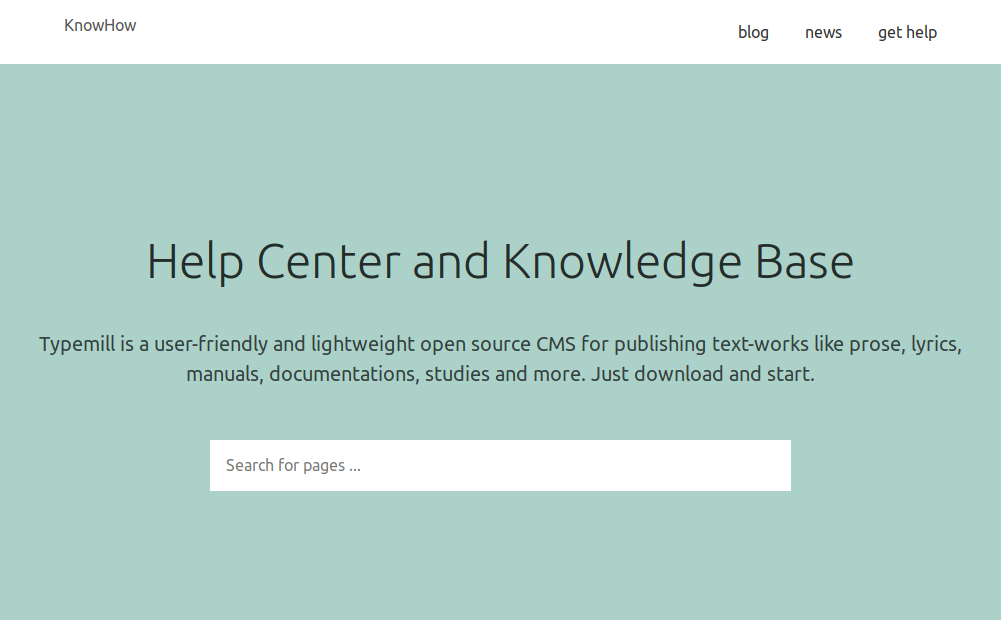 KnowHow
blog news get help
Help Center and Knowledge Base
Typemill is a user-friendly and lightweight open source CMS for publishing text-works like prose, lyrics,
manuals, documentations, studies and more. Just download and start.
Search for pages ...